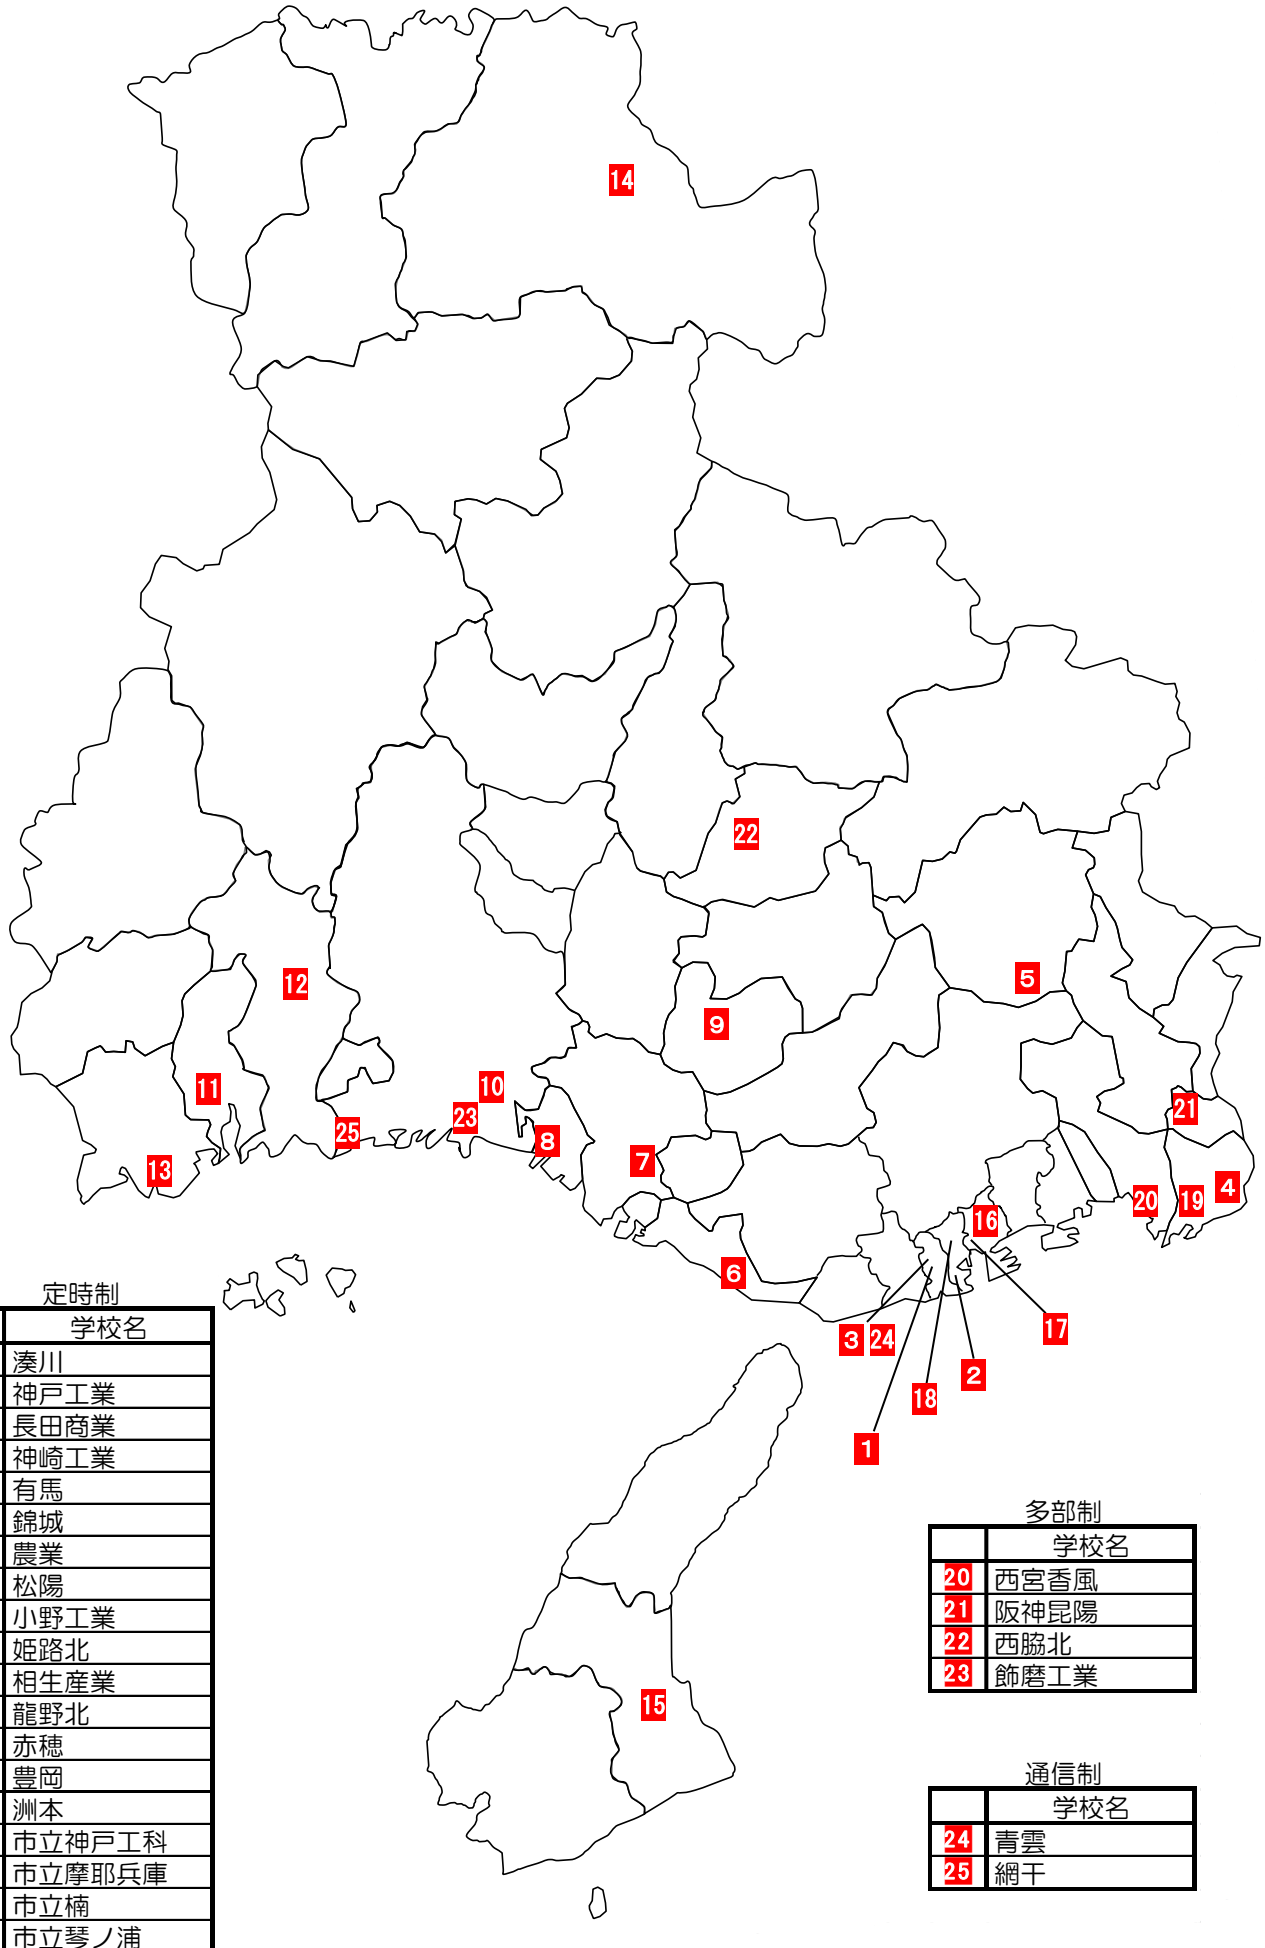 14
22
5
12
9
10
11
21
23
25
8
7
13
4
20
19
16
6
定時制
学校名
17
3 24
湊川
2
神戸工業
18
長田商業
1
神崎工業
有馬
錦城
農業
松陽
小野工業
姫路北
相生産業
龍野北
赤穂
豊岡
洲本
市立神戸工科
市立摩耶兵庫
市立楠
市立琴ノ浦
15
多部制
学校名
20 西宮香風
21 阪神昆陽
22 西脇北
23 飾磨工業
通信制
学校名
24 青雲
25 網干